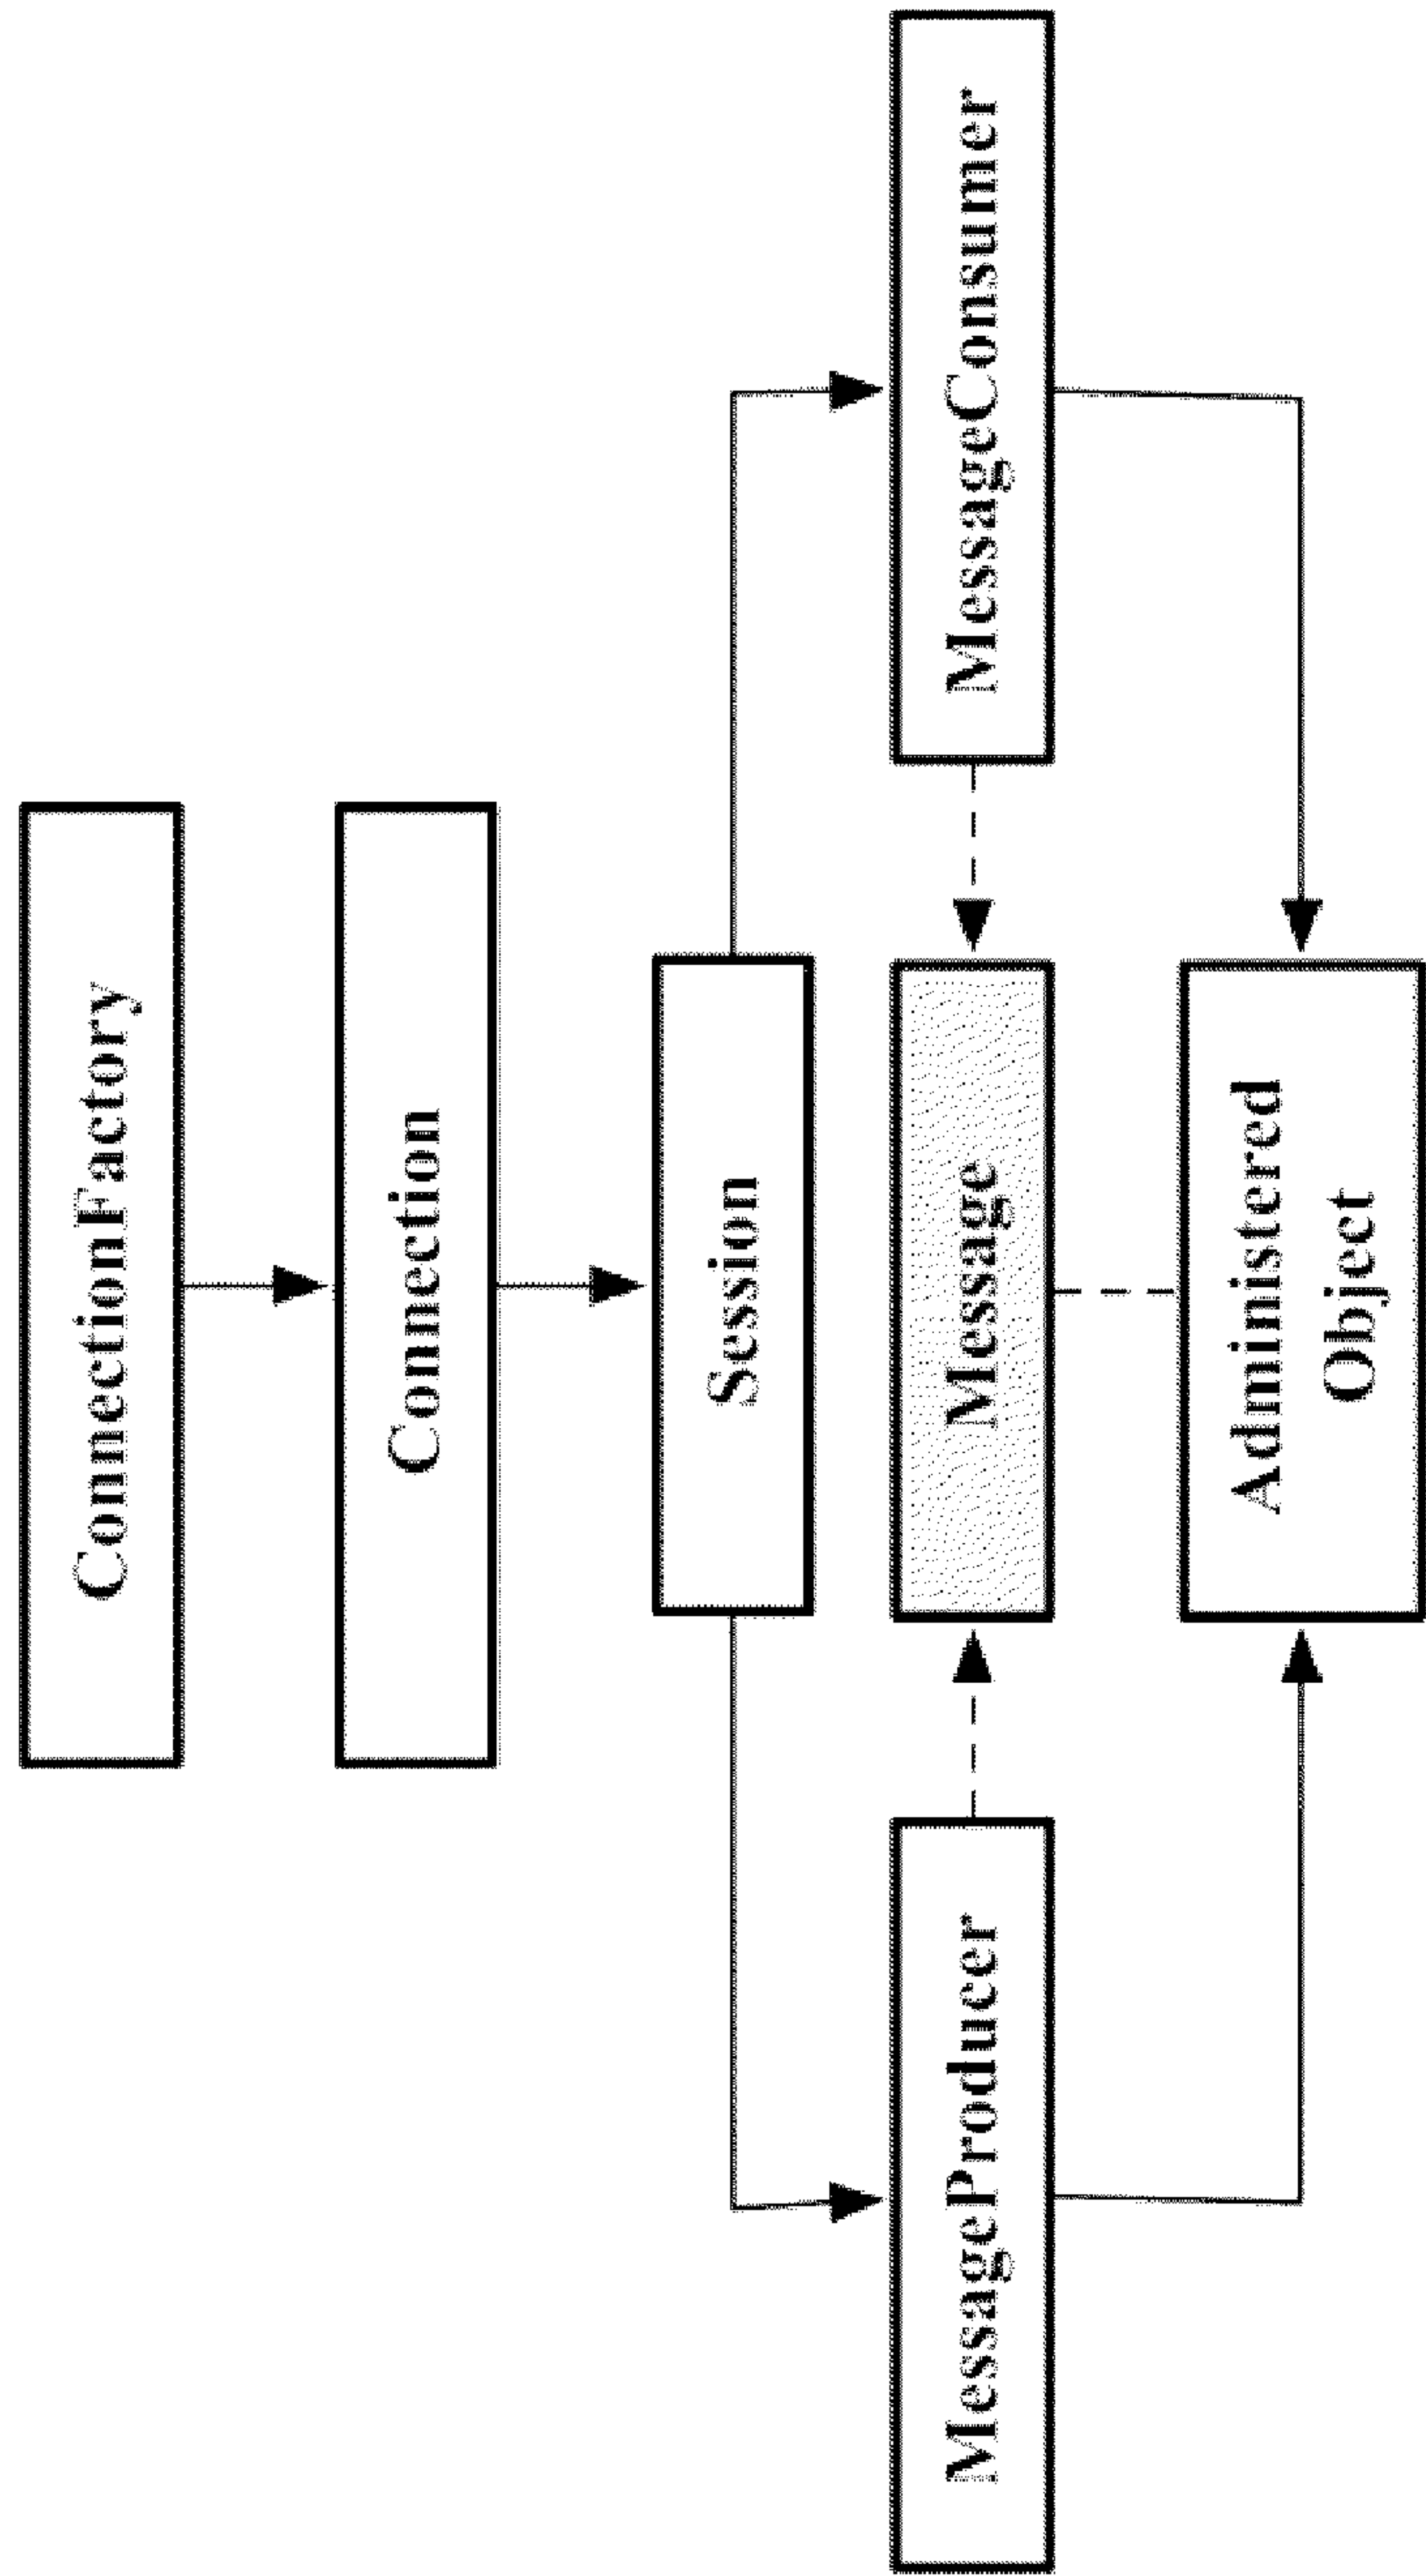 ConnectionFactory
Connection
Session
MessageProducer
Message
MessageConsumer
Administered
Object